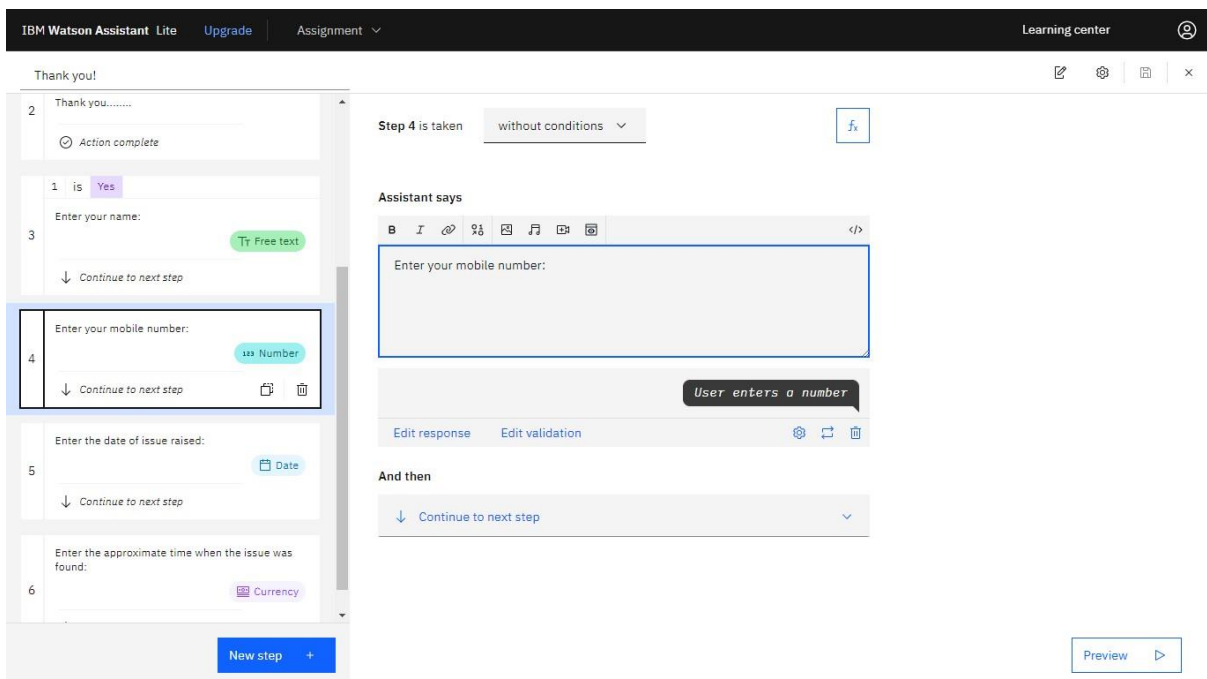 IBM Watson Assistant Lite Upgrade Assignment Learning center
Thank you!
2
Thank you........
Action complete
1 is Yes
3
Enter your name:
Free text
Continue to next step
4
Enter your mobile number:
123 Number
Continue to next step
5
Enter the date of issue raised:
Date
Continue to next step
6
Enter the approximate time when the issue was
found:
Currency
New step +
Step 4 is taken without conditions fx
Assistant says
B I </>
Enter your mobile number:
User enters a number
Edit response Edit validation
And then
Continue to next step
Preview